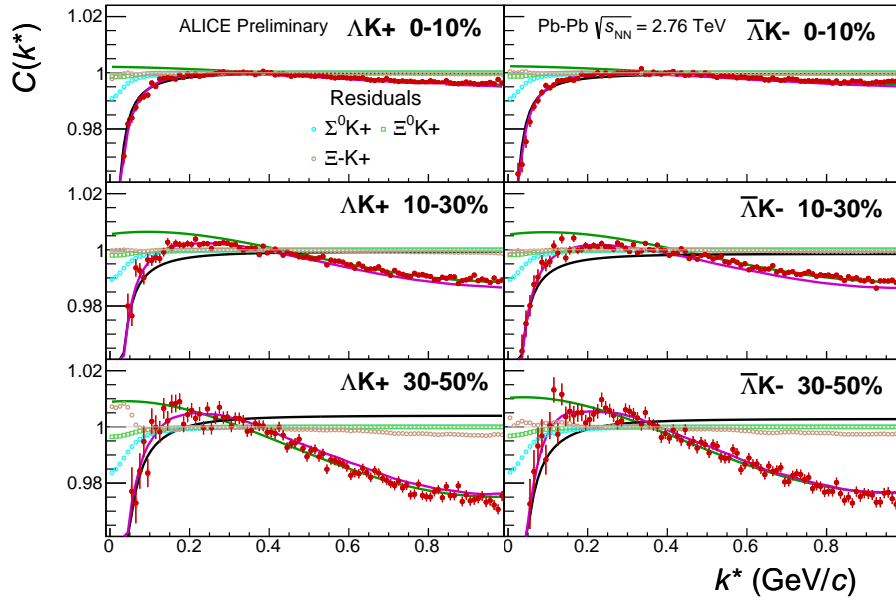 C(k*)
ALICE Preliminary
ΛK+ 0-10%
Pb-Pb √sNN = 2.76 TeV
Λ̅K- 0-10%
1.02
1
0.98
Residuals
Σ⁰K+ Ξ⁰K+
Ξ-K+
ΛK+ 10-30%
Λ̅K- 10-30%
1.02
1
0.98
ΛK+ 30-50%
Λ̅K- 30-50%
1.02
1
0.98
0 0.2 0.4 0.6 0.8 0 0.2 0.4 0.6 0.8
k* (GeV/c)